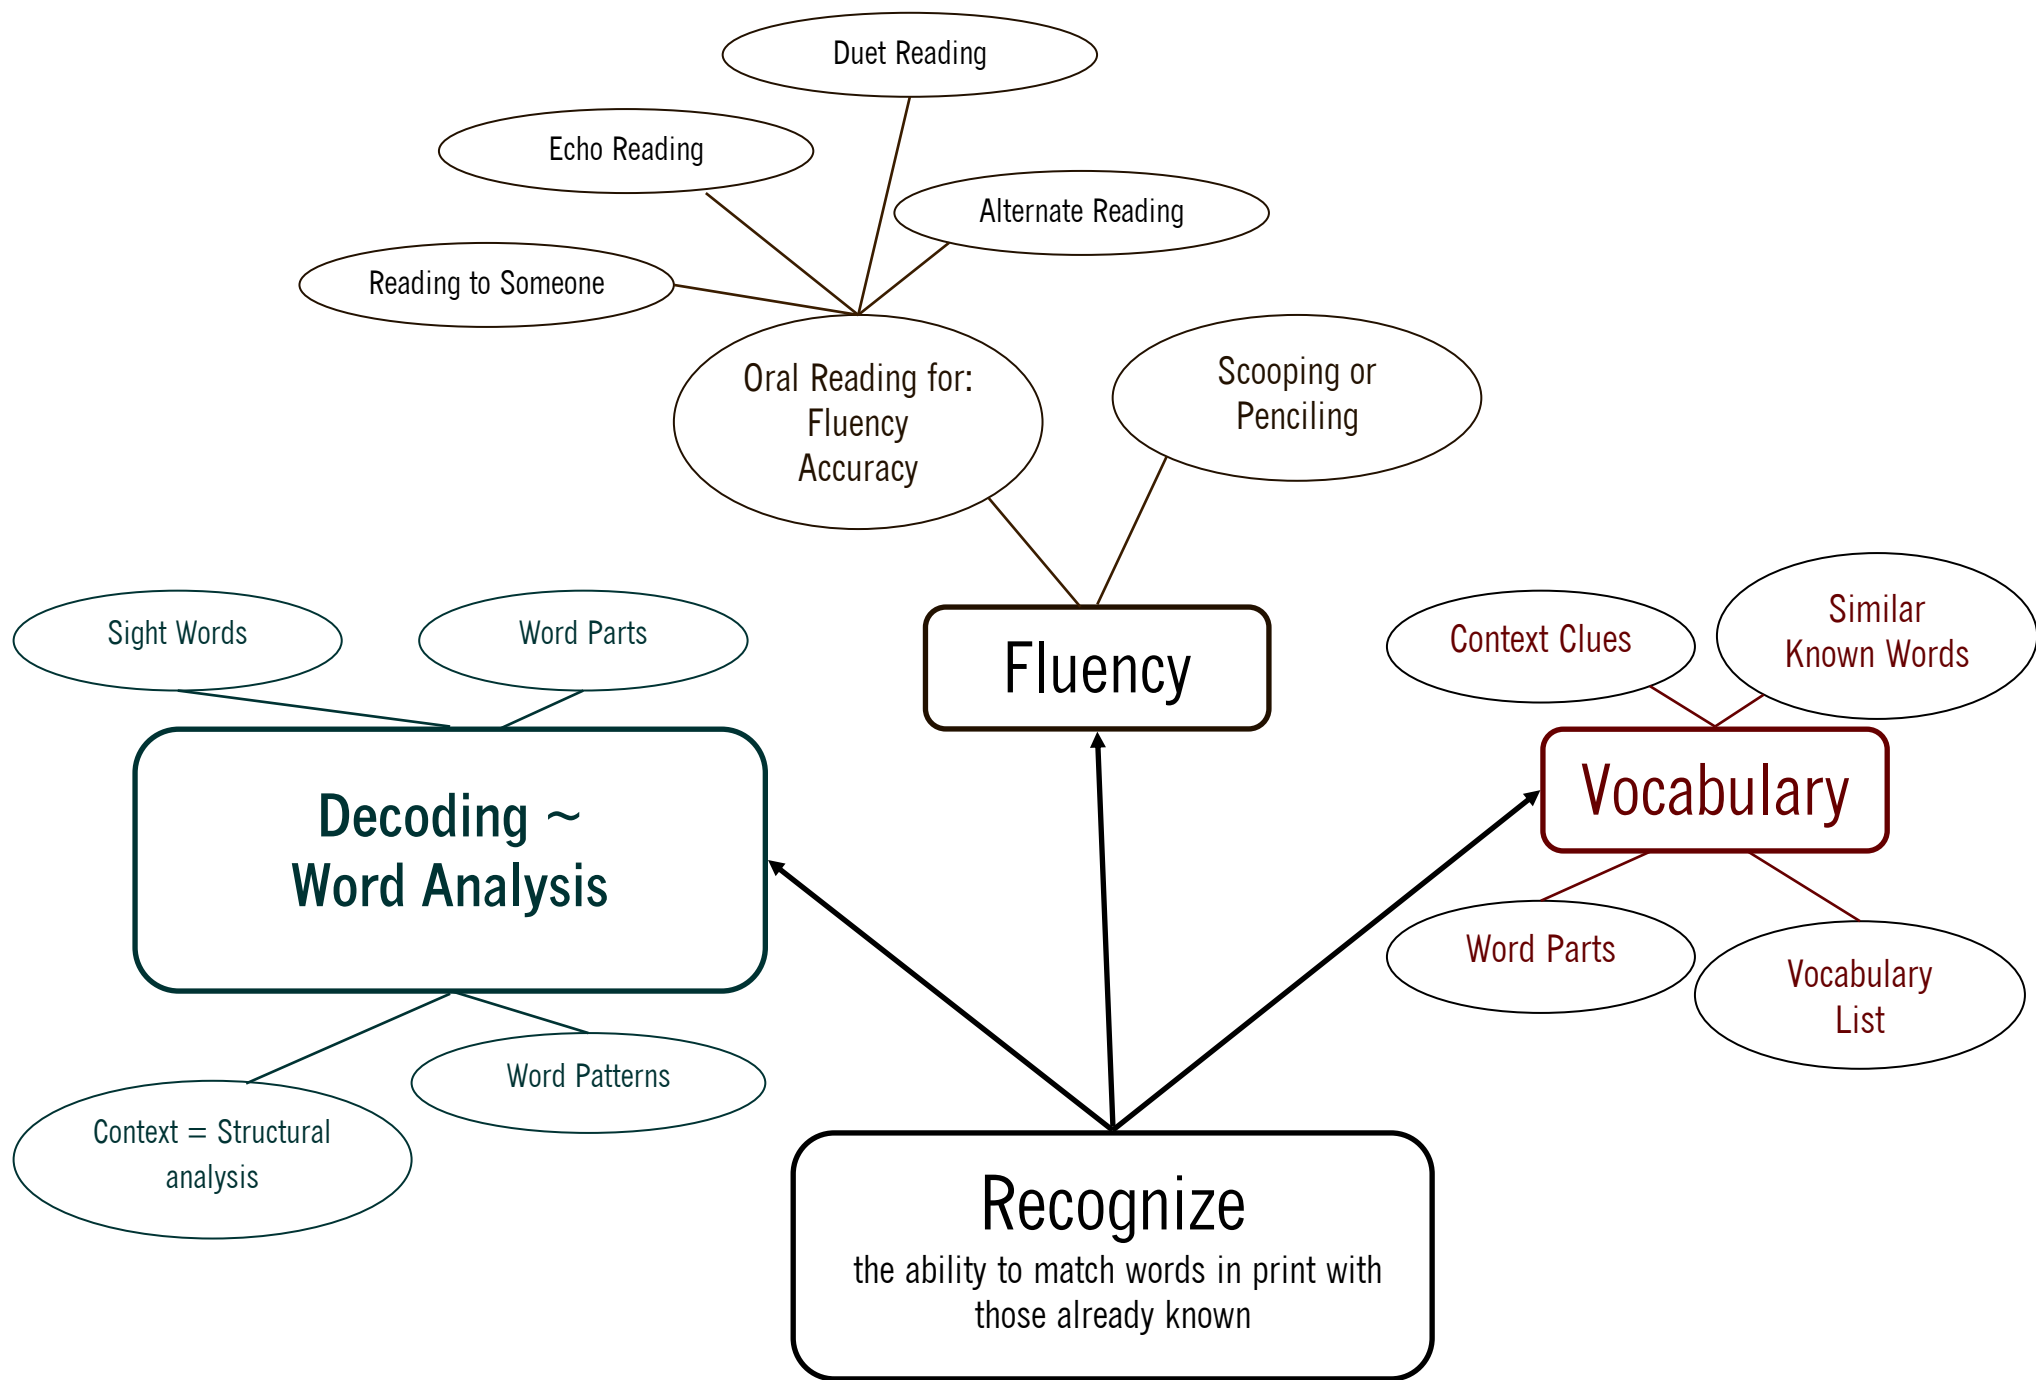 Duet Reading
Echo Reading
Alternate Reading
Reading to Someone
Oral Reading for:
Fluency
Accuracy
Scooping or
Penciling
Sight Words
Word Parts
Fluency
Context Clues
Similar
Known Words
Decoding ~
Word Analysis
Vocabulary
Word Parts
Vocabulary
List
Context = Structural
analysis
Word Patterns
Recognize
the ability to match words in print with
those already known